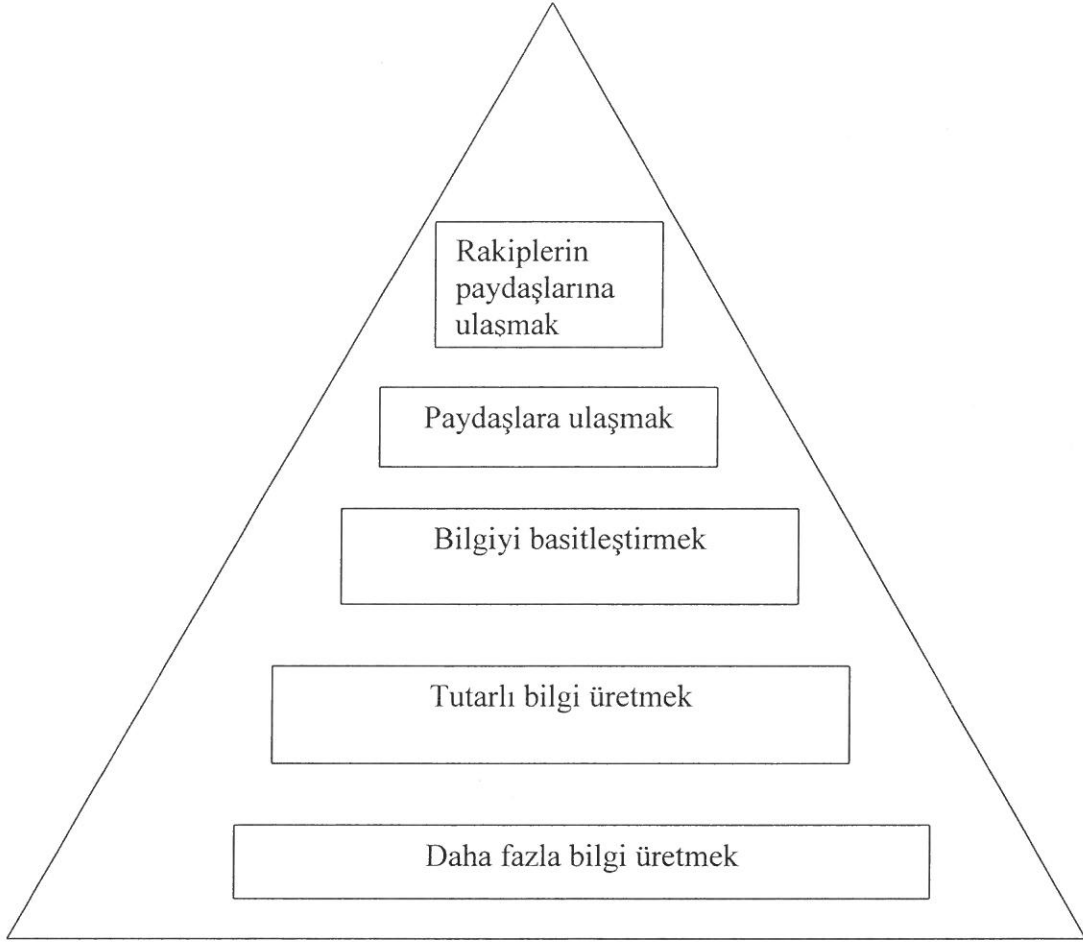 Rakiplerin
paydaşlarına
ulaşmak
Paydaşlara ulaşmak
Bilgiyi basitleştirmek
Tutarlı bilgi üretmek
Daha fazla bilgi üretmek